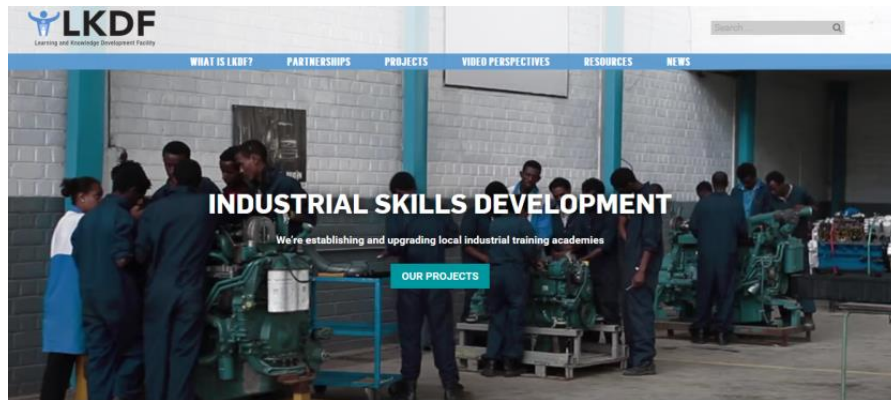 LKDF
Learning and Knowledge Development Facility
Search...
WHAT IS LKDF?
PARTNERSHIPS
PROJECTS
VIDEO PERSPECTIVES
RESOURCES
NEWS
INDUSTRIAL SKILLS DEVELOPMENT
We're establishing and upgrading local industrial training academies
OUR PROJECTS